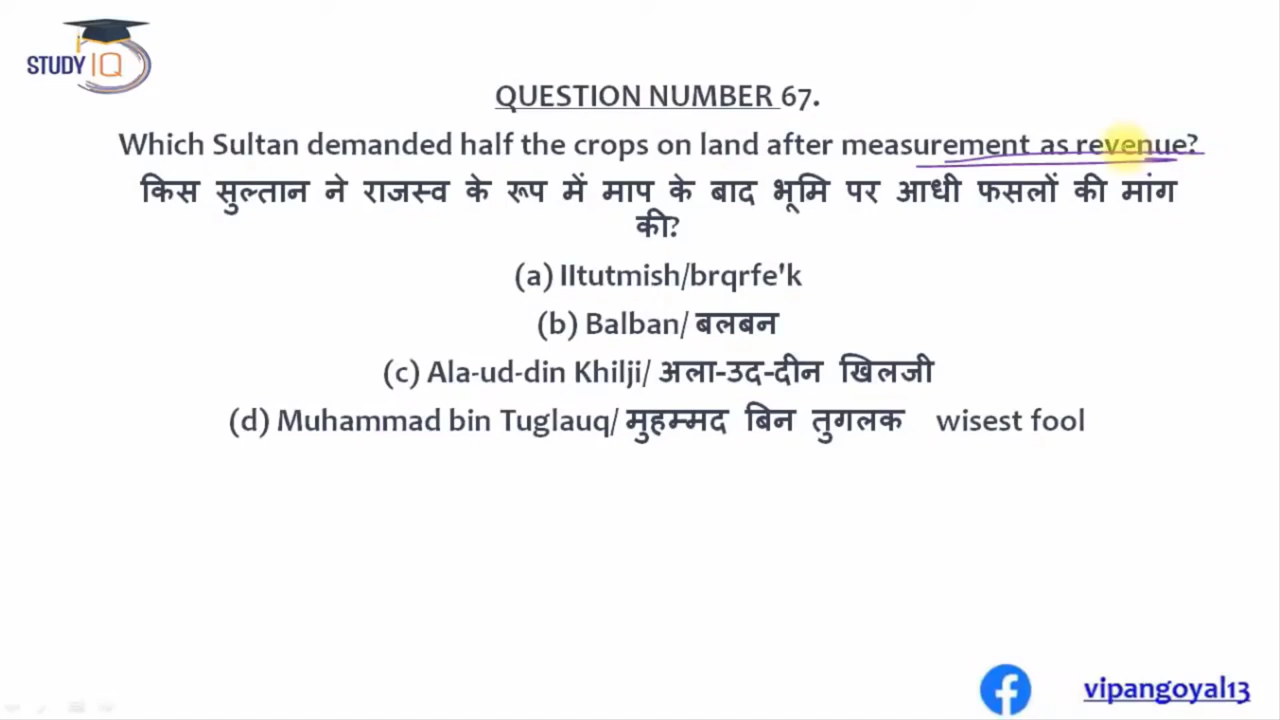 STUDY IQ
QUESTION NUMBER 67.
Which Sultan demanded half the crops on land after measurement as revenue?
किस सुल्तान ने राजस्व के रूप में माप के बाद भूमि पर आधी फसलों की मांग
की?
(a) IItutmish/brqrfe'k
(b) Balban/ बलबन
(c) Ala-ud-din Khilji/ अला-उद-दीन खिलजी
(d) Muhammad bin Tuglauq/ मुहम्मद बिन तुगलक wisest fool
vipangoyal13